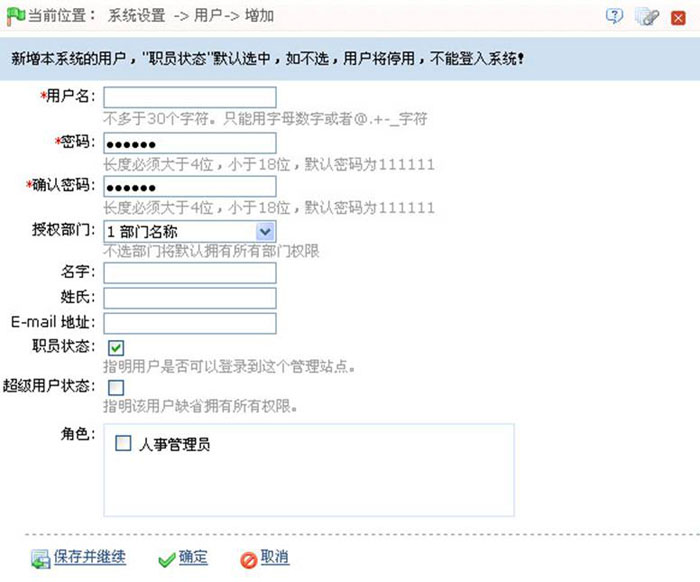 当前位置： 系统设置 -> 用户-> 增加
新增本系统的用户，"职员状态"默认选中，如不选，用户将停用，不能登入系统！
*用户名：
不多于30个字符。只能用字母数字或者@.+-_字符
*密码： ●●●●●●
长度必须大于4位，小于18位，默认密码为111111
*确认密码： ●●●●●●
长度必须大于4位，小于18位，默认密码为111111
授权部门： 1 部门名称
不选部门将默认拥有所有部门权限
名字：
姓氏：
E-mail 地址：
职员状态：
指明用户是否可以登录到这个管理站点。
超级用户状态：
指明该用户缺省拥有所有权限。
角色：
人事管理员
保存并继续 确定 取消